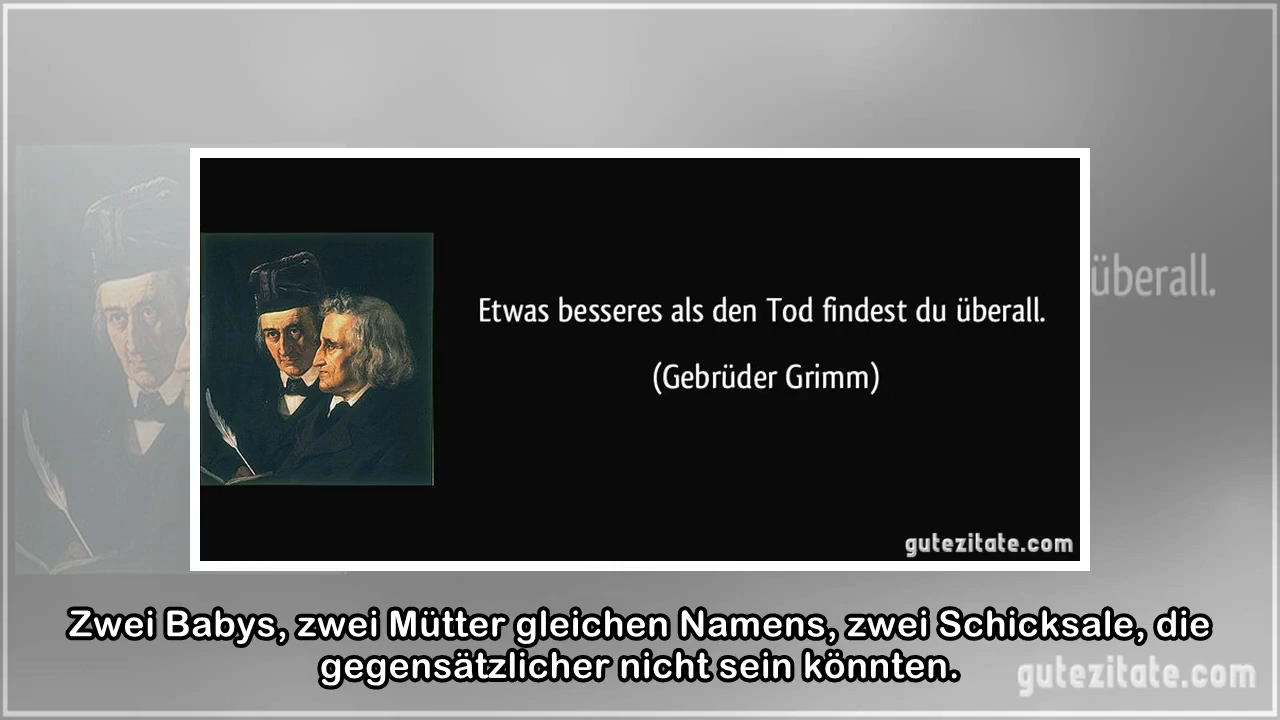 Etwas besseres als den Tod findest du überall.
(Gebrüder Grimm)
gutezitate.com
überall.
Zwei Babys, zwei Mütter gleichen Namens, zwei Schicksale, die
gegensätzlicher nicht sein könnten.
gutezitate.com